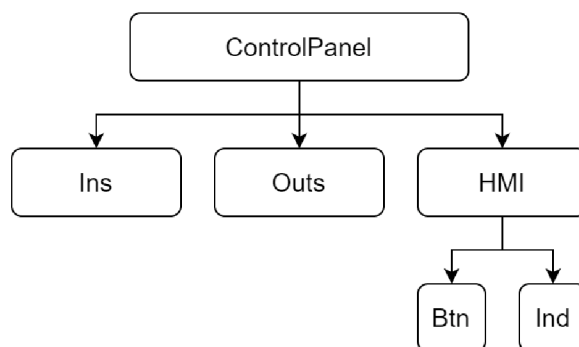 ControlPanel
Ins
Outs
HMI
Btn
Ind